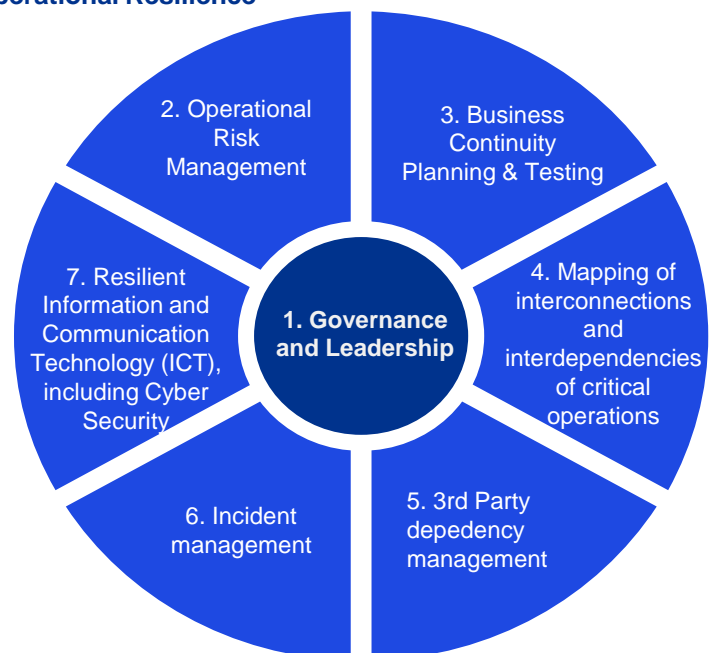 perational Resilience
2. Operational
Risk
Management
3. Business
Continuity
Planning & Testing
4. Mapping of
interconnections
and
interdependencies
of critical
operations
5. 3rd Party
depedency
management
6. Incident
management
7. Resilient
Information and
Communication
Technology (ICT),
including Cyber
Security
1. Governance
and Leadership